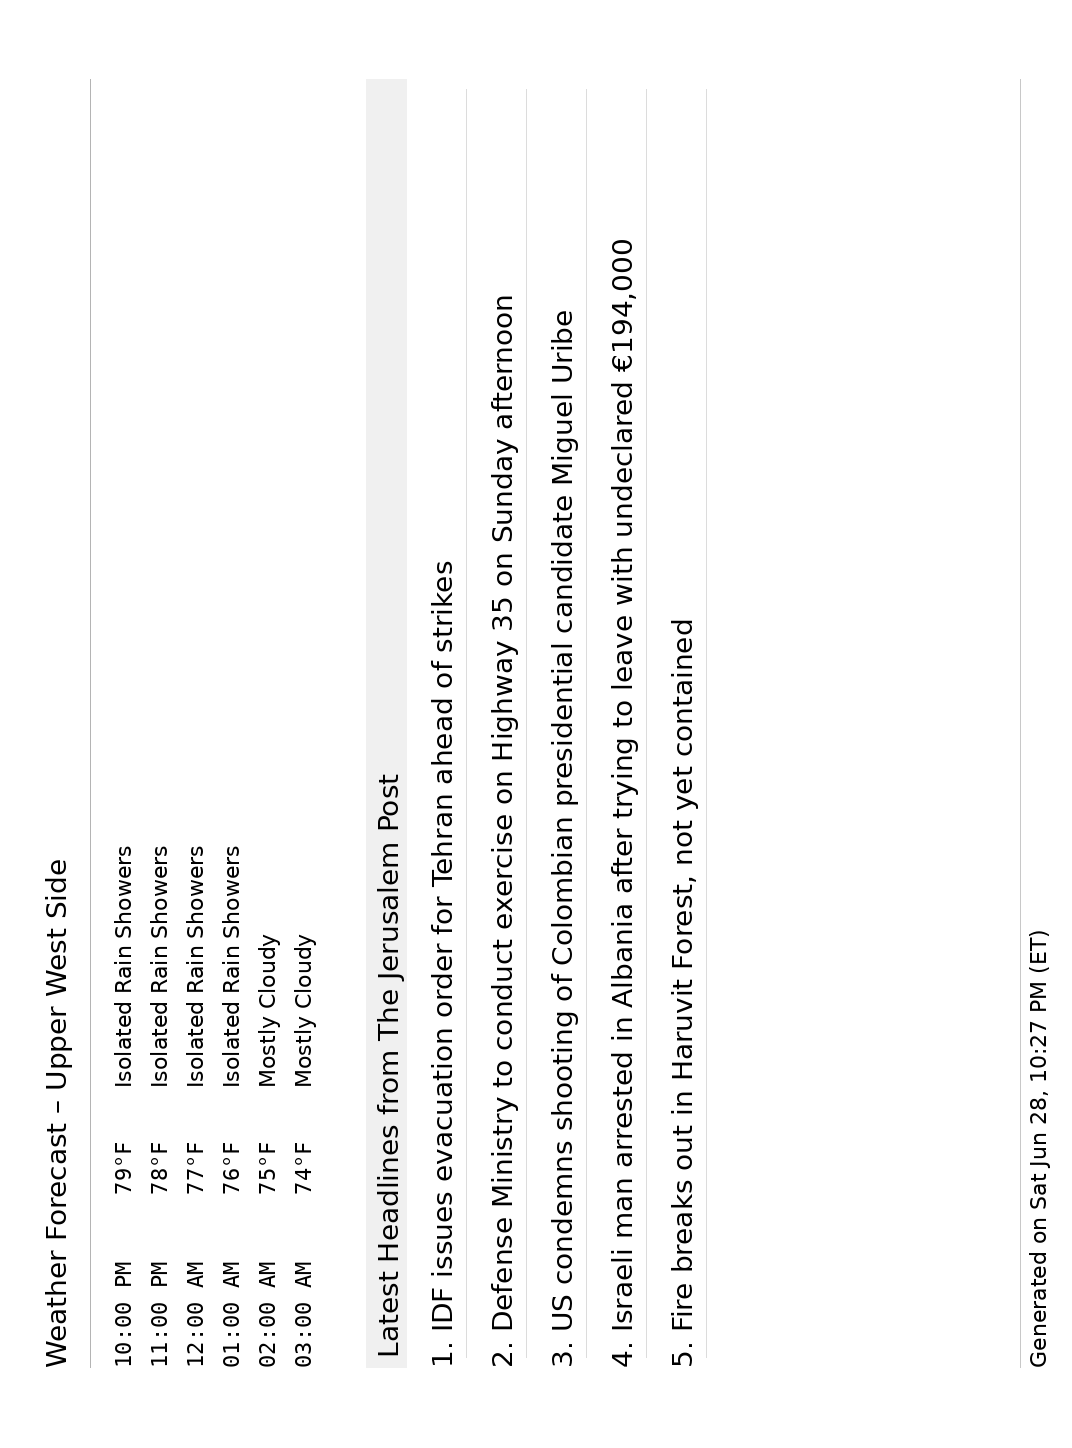 Weather Forecast – Upper West Side
10:00 PM 79°F Isolated Rain Showers
11:00 PM 78°F Isolated Rain Showers
12:00 AM 77°F Isolated Rain Showers
01:00 AM 76°F Isolated Rain Showers
02:00 AM 75°F Mostly Cloudy
03:00 AM 74°F Mostly Cloudy
Latest Headlines from The Jerusalem Post
1. IDF issues evacuation order for Tehran ahead of strikes
2. Defense Ministry to conduct exercise on Highway 35 on Sunday afternoon
3. US condemns shooting of Colombian presidential candidate Miguel Uribe
4. Israeli man arrested in Albania after trying to leave with undeclared €194,000
5. Fire breaks out in Haruvit Forest, not yet contained
Generated on Sat Jun 28, 10:27 PM (ET)